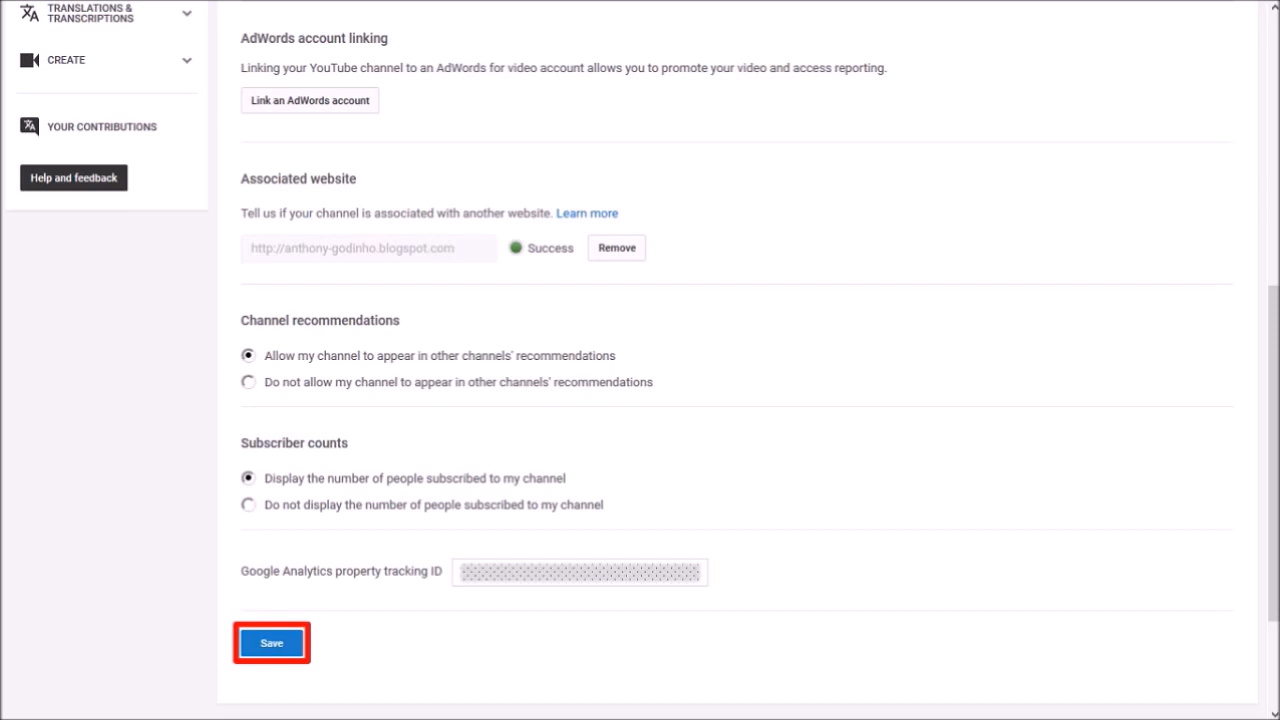 TRANSLATIONS &
TRANSCRIPTIONS
CREATE
YOUR CONTRIBUTIONS
Help and feedback
AdWords account linking
Linking your YouTube channel to an AdWords for video account allows you to promote your video and access reporting.
Link an AdWords account
Associated website
Tell us if your channel is associated with another website. Learn more
http://anthony-godinho.blogspot.com Success Remove
Channel recommendations
Allow my channel to appear in other channels' recommendations
Do not allow my channel to appear in other channels' recommendations
Subscriber counts
Display the number of people subscribed to my channel
Do not display the number of people subscribed to my channel
Google Analytics property tracking ID
Save